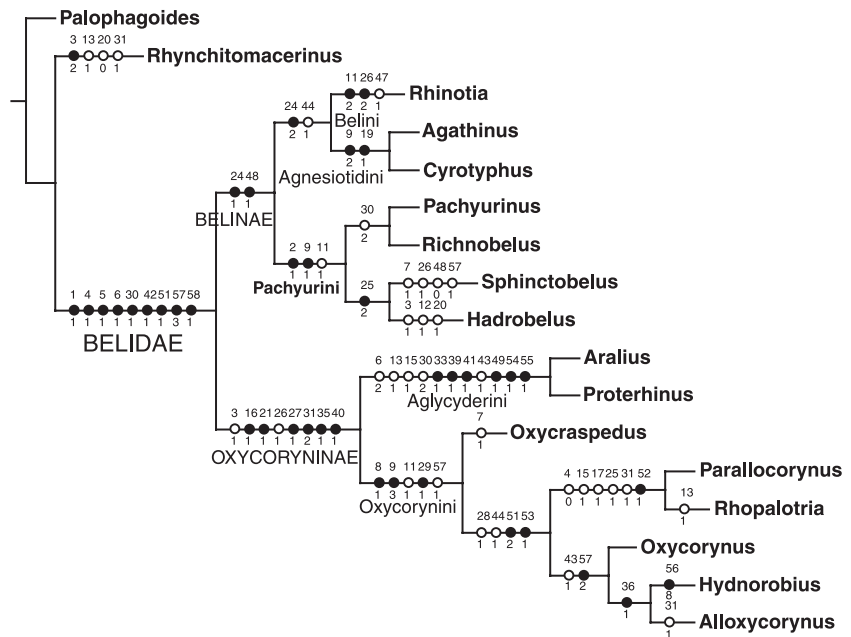 Palophagoides
3 13 20 31
2 1 0 1
Rhynchitomacerinus
11 26 47
2 2 1
Rhinotia
24 44
2 1
Belini
9 19
2 1
Agathinus
Agnesiotidini
Cyrotyphus
24 48
1 1
BELINAE
30
2
Pachyurinus
Richnobelus
2 9 11
1 1 1
Pachyurini
25
2
7 26 48 57
1 1 0 1
Sphinctobelus
3 12 20
1 1 1
Hadrobelus
1 4 5 6 30 42 51 57 58
1 1 1 1 1 1 1 3 1
BELIDAE
6 13 15 30 33 39 41 43 49 54 55
2 1 1 2 1 1 1 1 1 1 1
Aralius
Aglycyderini
Proterhinus
3 16 21 26 27 31 35 40
1 1 1 1 1 2 1 1
OXYCORYNINAE
7
1
Oxycraspedus
8 9 11 29 57
1 3 1 1 1
Oxycorynini
4 15 17 25 31 52
0 1 1 1 1 1
Parallocorynus
13
1
Rhopalotria
28 44 51 53
1 1 2 1
Oxycorynus
43 57
1 2
36
1
56
8
Hydnorobius
31
1
Alloxycorynus